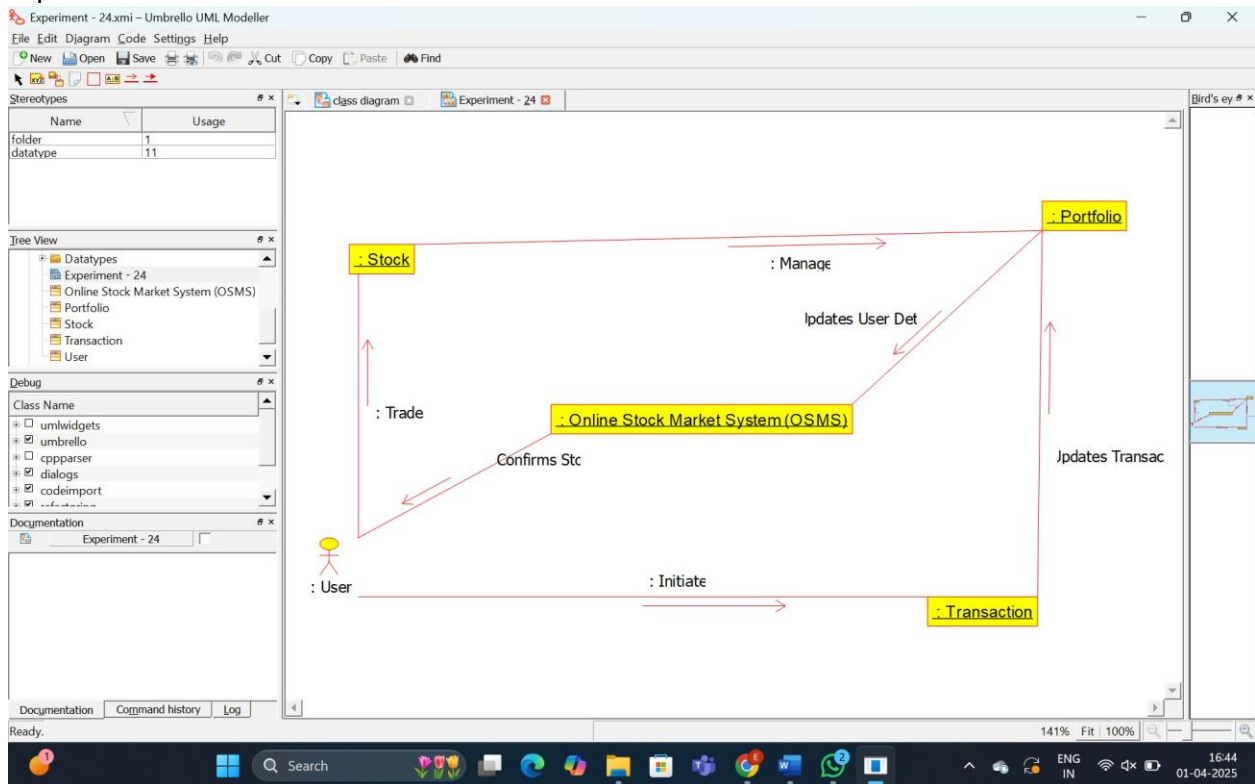 Experiment - 24.xmi – Umbrello UML Modeller
File Edit Diagram Code Settings Help
New Open Save Cut Copy Paste Find
Stereotypes
Name Usage
folder 1
datatype 11
Tree View
Datatypes
Experiment - 24
Online Stock Market System (OSMS)
Portfolio
Stock
Transaction
User
Debug
Class Name
umlwidgets
umbrello
cppparser
dialogs
codeimport
Documentation
Experiment - 24
Documentation Command history Log
Ready.
class diagram Experiment - 24
: Portfolio
: Stock
: Manage
Updates User Det
: Trade
: Online Stock Market System (OSMS)
Confirms Stc
Updates Transac
: Initiate
: User
: Transaction
Bird's ey
141% Fit 100%
Search
1
2
ENG
IN
16:44
01-04-2025